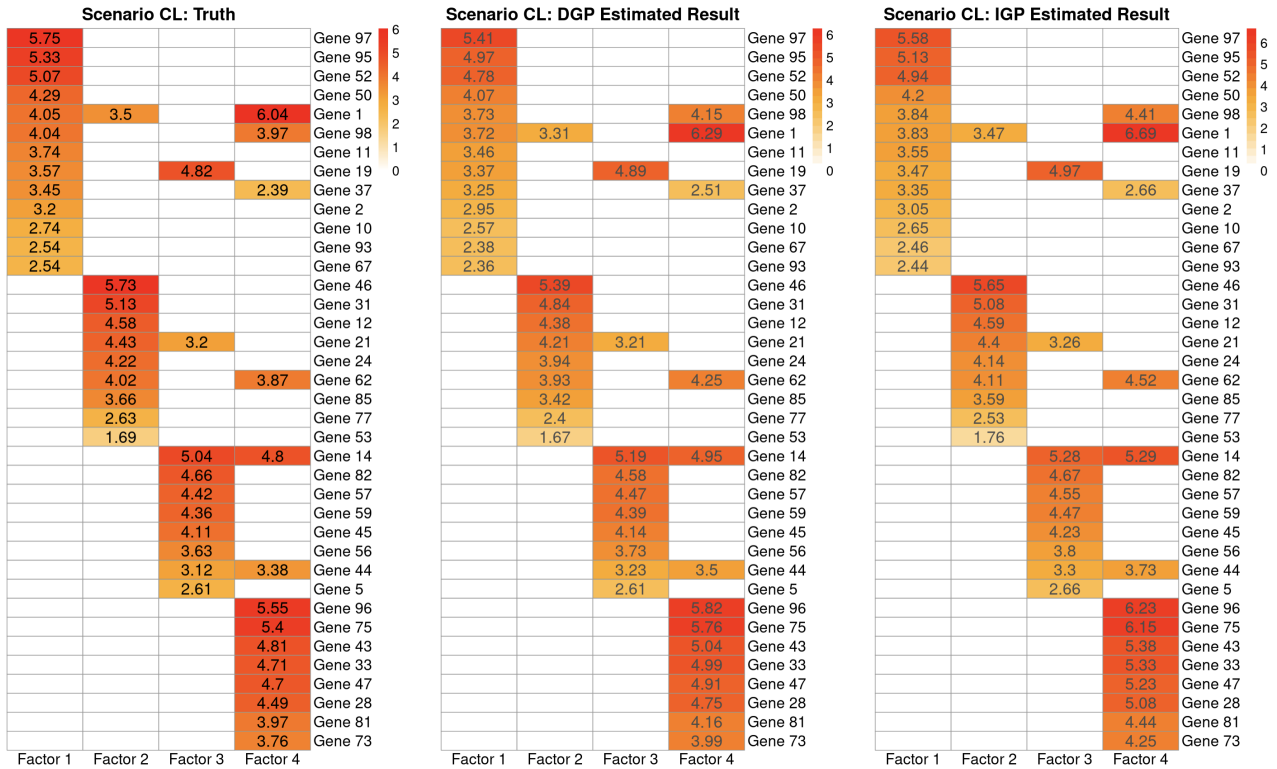 Scenario CL: Truth
5.75 Gene 97
5.33 Gene 95
5.07 Gene 52
4.29 Gene 50
4.05 3.5 6.04 Gene 1
4.04 3.97 Gene 98
3.74 Gene 11
3.57 4.82 Gene 19
3.45 2.39 Gene 37
3.2 Gene 2
2.74 Gene 10
2.54 Gene 93
2.54 Gene 67
5.73 Gene 46
5.13 Gene 31
4.58 Gene 12
4.43 3.2 Gene 21
4.22 Gene 24
4.02 3.87 Gene 62
3.66 Gene 85
2.63 Gene 77
1.69 Gene 53
5.04 4.8 Gene 14
4.66 Gene 82
4.42 Gene 57
4.36 Gene 59
4.11 Gene 45
3.63 Gene 56
3.12 3.38 Gene 44
2.61 Gene 5
5.55 Gene 96
5.4 Gene 75
4.81 Gene 43
4.71 Gene 33
4.7 Gene 47
4.49 Gene 28
3.97 Gene 81
3.76 Gene 73
Factor 1 Factor 2 Factor 3 Factor 4
6
5
4
3
2
1
0
Scenario CL: DGP Estimated Result
5.41 Gene 97
4.97 Gene 95
4.78 Gene 52
4.07 Gene 50
3.73 4.15 Gene 98
3.72 3.31 6.29 Gene 1
3.46 Gene 11
3.37 4.89 Gene 19
3.25 2.51 Gene 37
2.95 Gene 2
2.57 Gene 10
2.38 Gene 67
2.36 Gene 93
5.39 Gene 46
4.84 Gene 31
4.38 Gene 12
4.21 3.21 Gene 21
3.94 Gene 24
3.93 4.25 Gene 62
3.42 Gene 85
2.4 Gene 77
1.67 Gene 53
5.19 4.95 Gene 14
4.58 Gene 82
4.47 Gene 57
4.39 Gene 59
4.14 Gene 45
3.73 Gene 56
3.23 3.5 Gene 44
2.61 Gene 5
5.82 Gene 96
5.76 Gene 75
5.04 Gene 43
4.99 Gene 33
4.91 Gene 47
4.75 Gene 28
4.16 Gene 81
3.99 Gene 73
Factor 1 Factor 2 Factor 3 Factor 4
6
5
4
3
2
1
0
Scenario CL: IGP Estimated Result
5.58 Gene 97
5.13 Gene 95
4.94 Gene 52
4.2 Gene 50
3.84 4.41 Gene 98
3.83 3.47 6.69 Gene 1
3.55 Gene 11
3.47 4.97 Gene 19
3.35 2.66 Gene 37
3.05 Gene 2
2.65 Gene 10
2.46 Gene 67
2.44 Gene 93
5.65 Gene 46
5.08 Gene 31
4.59 Gene 12
4.4 3.26 Gene 21
4.14 Gene 24
4.11 4.52 Gene 62
3.59 Gene 85
2.53 Gene 77
1.76 Gene 53
5.28 5.29 Gene 14
4.67 Gene 82
4.55 Gene 57
4.47 Gene 59
4.23 Gene 45
3.8 Gene 56
3.3 3.73 Gene 44
2.66 Gene 5
6.23 Gene 96
6.15 Gene 75
5.38 Gene 43
5.33 Gene 33
5.23 Gene 47
5.08 Gene 28
4.44 Gene 81
4.25 Gene 73
Factor 1 Factor 2 Factor 3 Factor 4
6
5
4
3
2
1
0